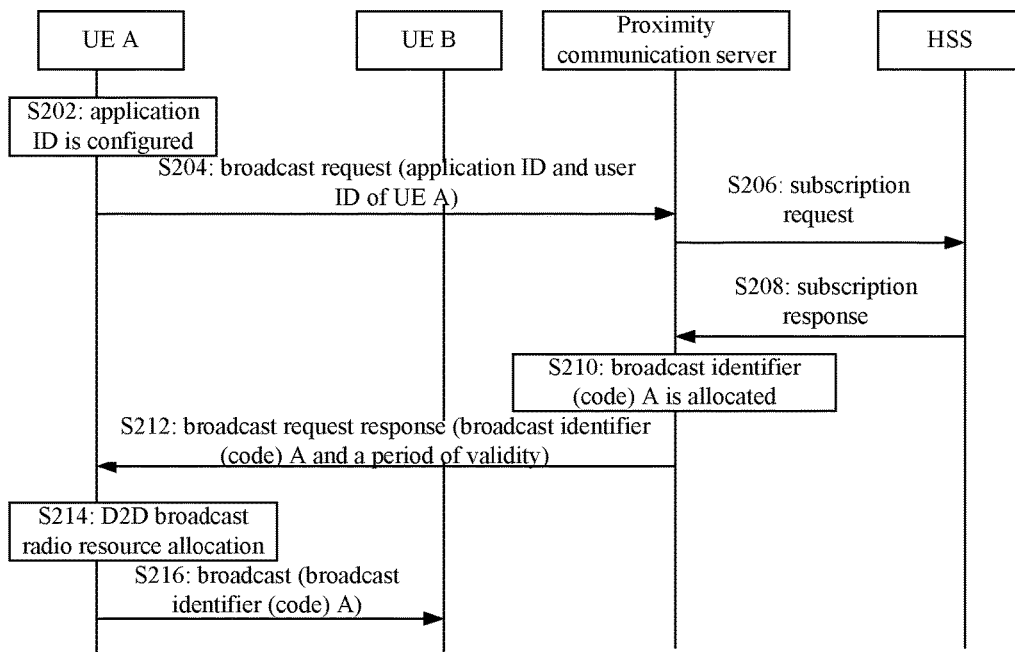 UE A
UE B
Proximity
communication server
HSS
S202: application
ID is configured
S204: broadcast request (application ID and user
ID of UE A)
S206: subscription
request
S208: subscription
response
S210: broadcast identifier
(code) A is allocated
S212: broadcast request response (broadcast identifier
(code) A and a period of validity)
S214: D2D broadcast
radio resource allocation
S216: broadcast (broadcast
identifier (code) A)